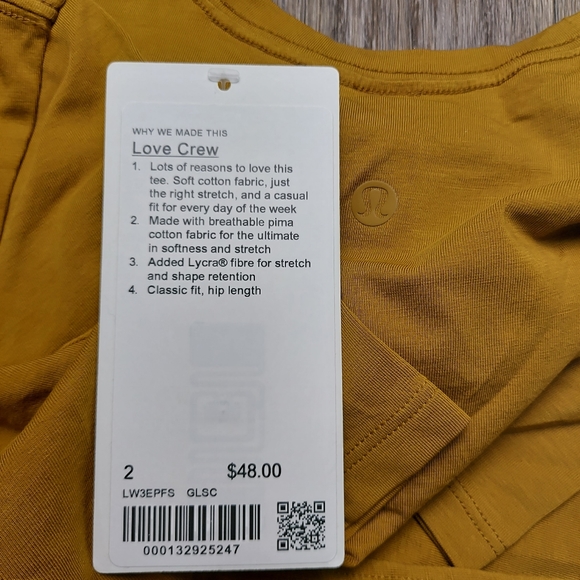 WHY WE MADE THIS
Love Crew
1. Lots of reasons to love this
tee. Soft cotton fabric, just
the right stretch, and a casual
fit for every day of the week
2. Made with breathable pima
cotton fabric for the ultimate
in softness and stretch
3. Added Lycra® fibre for stretch
and shape retention
4. Classic fit, hip length
2 $48.00
LW3EPFS GLSC
000132925247